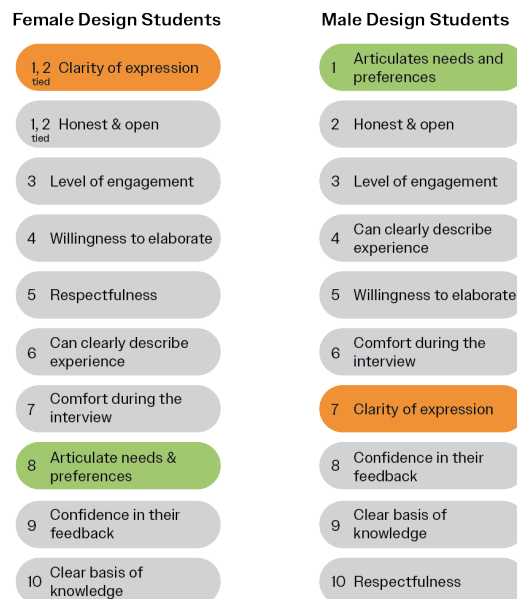 Female Design Students
1, 2 Clarity of expression
tied
1, 2 Honest & open
tied
3 Level of engagement
4 Willingness to elaborate
5 Respectfulness
6 Can clearly describe
experience
7 Comfort during the
interview
8 Articulate needs &
preferences
9 Confidence in their
feedback
10 Clear basis of
knowledge
Male Design Students
1 Articulates needs and
preferences
2 Honest & open
3 Level of engagement
4 Can clearly describe
experience
5 Willingness to elaborate
6 Comfort during the
interview
7 Clarity of expression
8 Confidence in their
feedback
9 Clear basis of
knowledge
10 Respectfulness